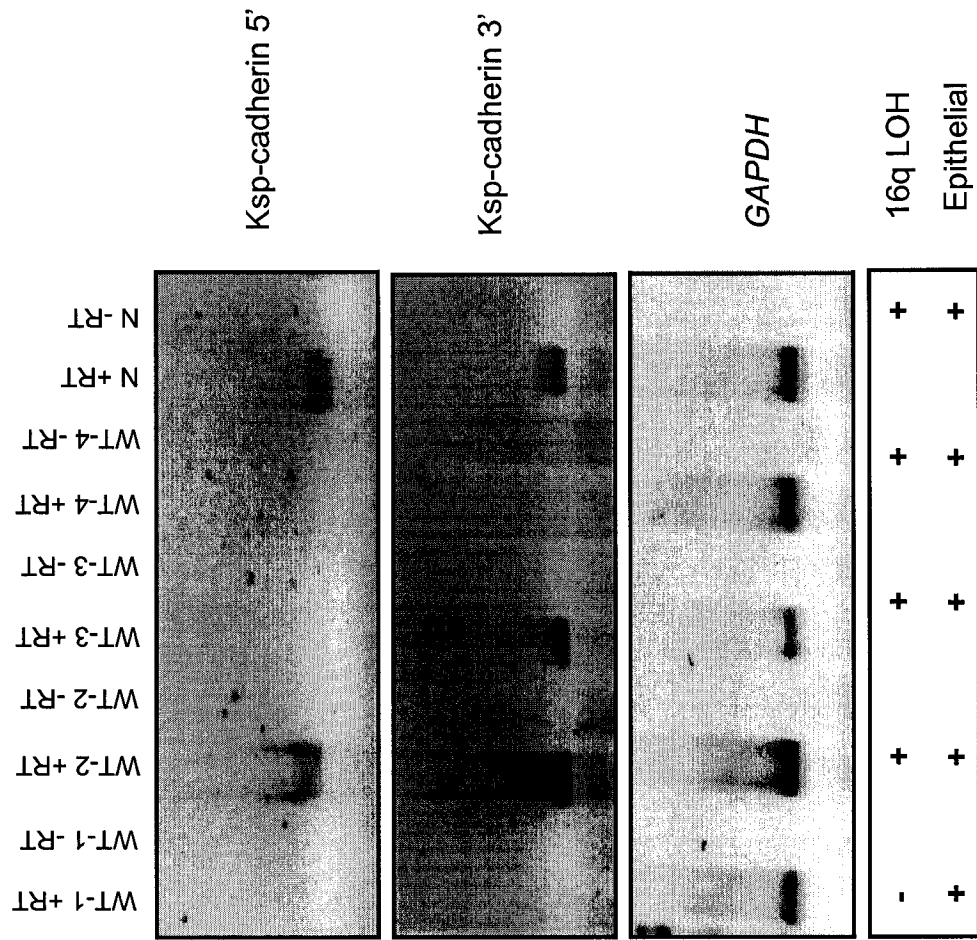 WT-1 +RT
WT-1 -RT
WT-2 +RT
WT-2 -RT
WT-3 +RT
WT-3 -RT
WT-4 +RT
WT-4 -RT
N +RT
N -RT
Ksp-cadherin 5'
Ksp-cadherin 3'
GAPDH
- + + + + 16q LOH
+ + + + + Epithelial